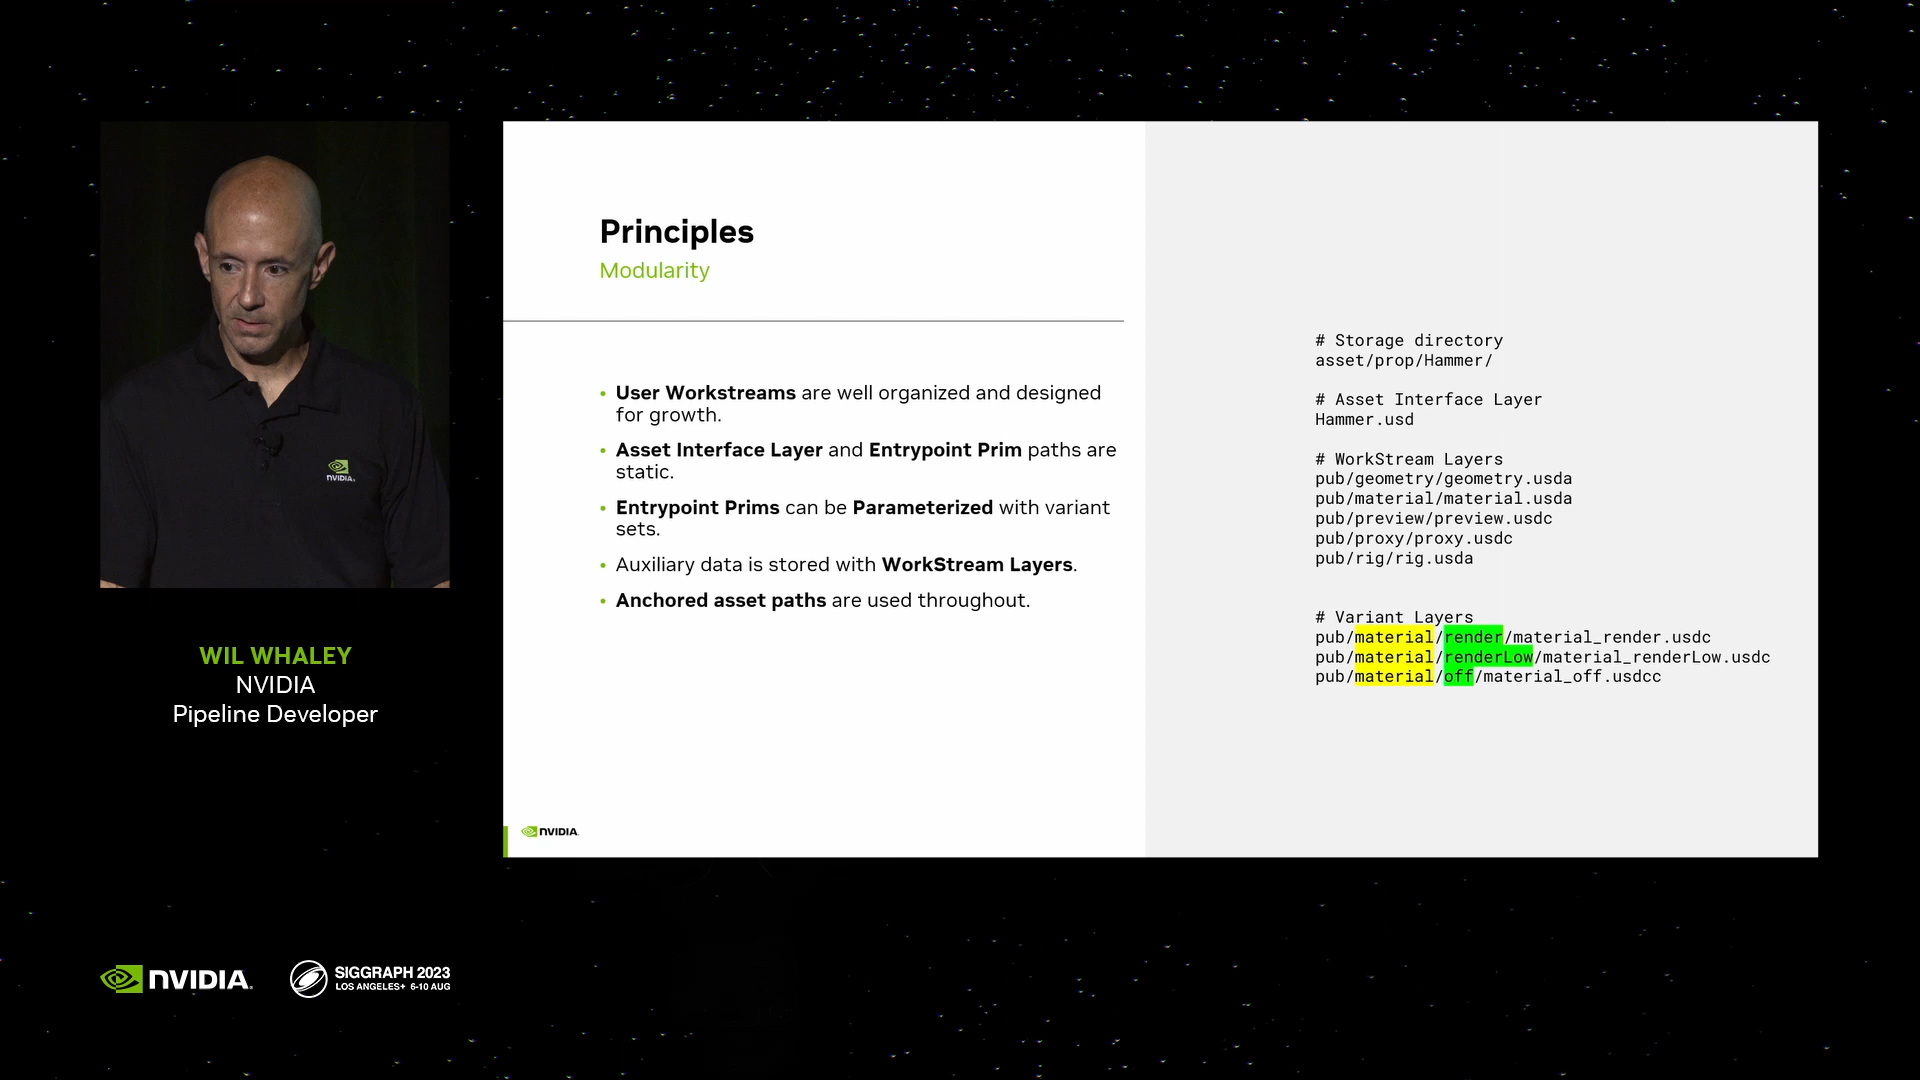 NVIDIA.
WIL WHALEY
NVIDIA
Pipeline Developer
NVIDIA.
SIGGRAPH 2023
LOS ANGELES+ 6-10 AUG
Principles
Modularity
• User Workstreams are well organized and designed
for growth.
• Asset Interface Layer and Entrypoint Prim paths are
static.
• Entrypoint Prims can be Parameterized with variant
sets.
• Auxiliary data is stored with WorkStream Layers.
• Anchored asset paths are used throughout.
NVIDIA.
# Storage directory
asset/prop/Hammer/
# Asset Interface Layer
Hammer.usd
# WorkStream Layers
pub/geometry/geometry.usda
pub/material/material.usda
pub/preview/preview.usdc
pub/proxy/proxy.usdc
pub/rig/rig.usda
# Variant Layers
pub/material/render/material_render.usdc
pub/material/renderLow/material_renderLow.usdc
pub/material/off/material_off.usdcc